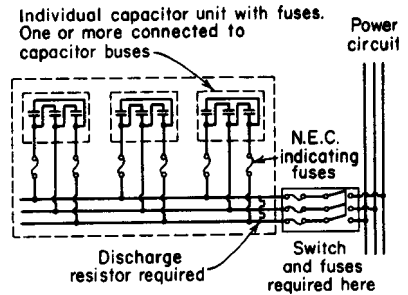 Individual capacitor unit with fuses.
One or more connected to
capacitor buses
Power
circuit
N.E.C.
indicating
fuses
Discharge
resistor required
Switch
and fuses
required here